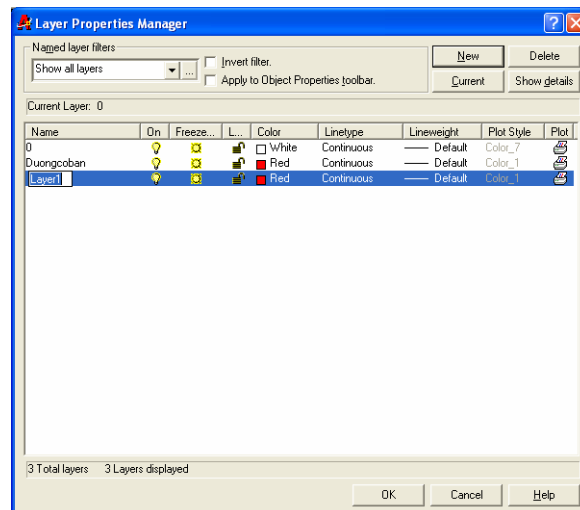 Layer Properties Manager
Named layer filters
Show all layers
...
Invert filter.
Apply to Object Properties toolbar.
New
Delete
Current
Show details
Current Layer: 0
Name On Freeze... L... Color Linetype Lineweight Plot Style Plot
0 White Continuous Default Color_7
Duongcoban Red Continuous Default Color_1
Layer1 Red Continuous Default Color_1
3 Total layers 3 Layers displayed
OK Cancel Help